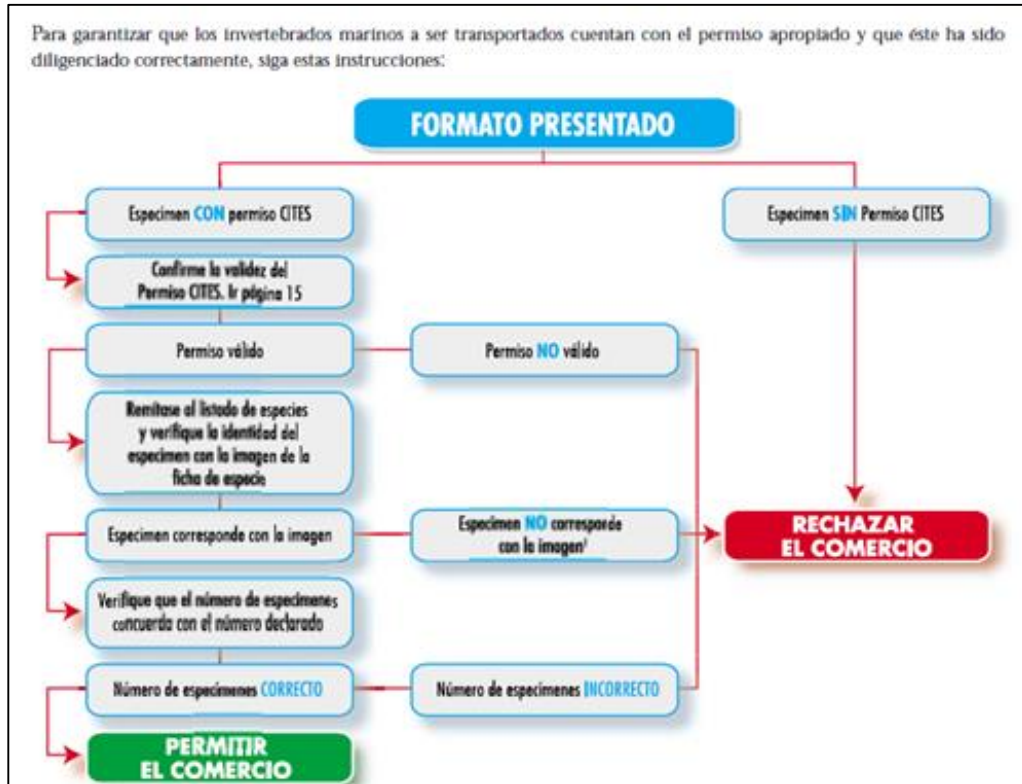 Para garantizar que los invertebrados marinos a ser transportados cuentan con el permiso apropiado y que éste ha sido
diligenciado correctamente, siga estas instrucciones:
FORMATO PRESENTADO
Especimen CON permiso CITES
Especimen SIN Permiso CITES
Confirme la validez del
Permiso CITES. Ir página 15
Permiso válido
Permiso NO válido
Remítase al listado de especies
y verifique la identidad del
especimen con la imagen de la
ficha de especie
Especimen corresponde con la imagen
Especimen NO corresponde
con la imagen
RECHAZAR
EL COMERCIO
Verifique que el número de especímenes
concuerda con el número declarado
Número de especímenes CORRECTO
Número de especímenes INCORRECTO
PERMITIR
EL COMERCIO